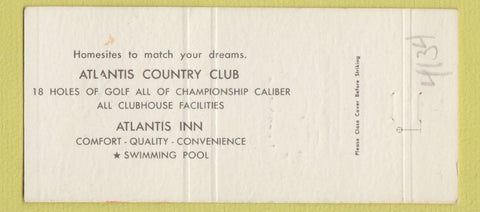 Homesites to match your dreams.
ATLANTIS COUNTRY CLUB
18 HOLES OF GOLF ALL OF CHAMPIONSHIP CALIBER
ALL CLUBHOUSE FACILITIES
ATLANTIS INN
COMFORT - QUALITY - CONVENIENCE
★ SWIMMING POOL
Please Close Cover Before Striking
4134